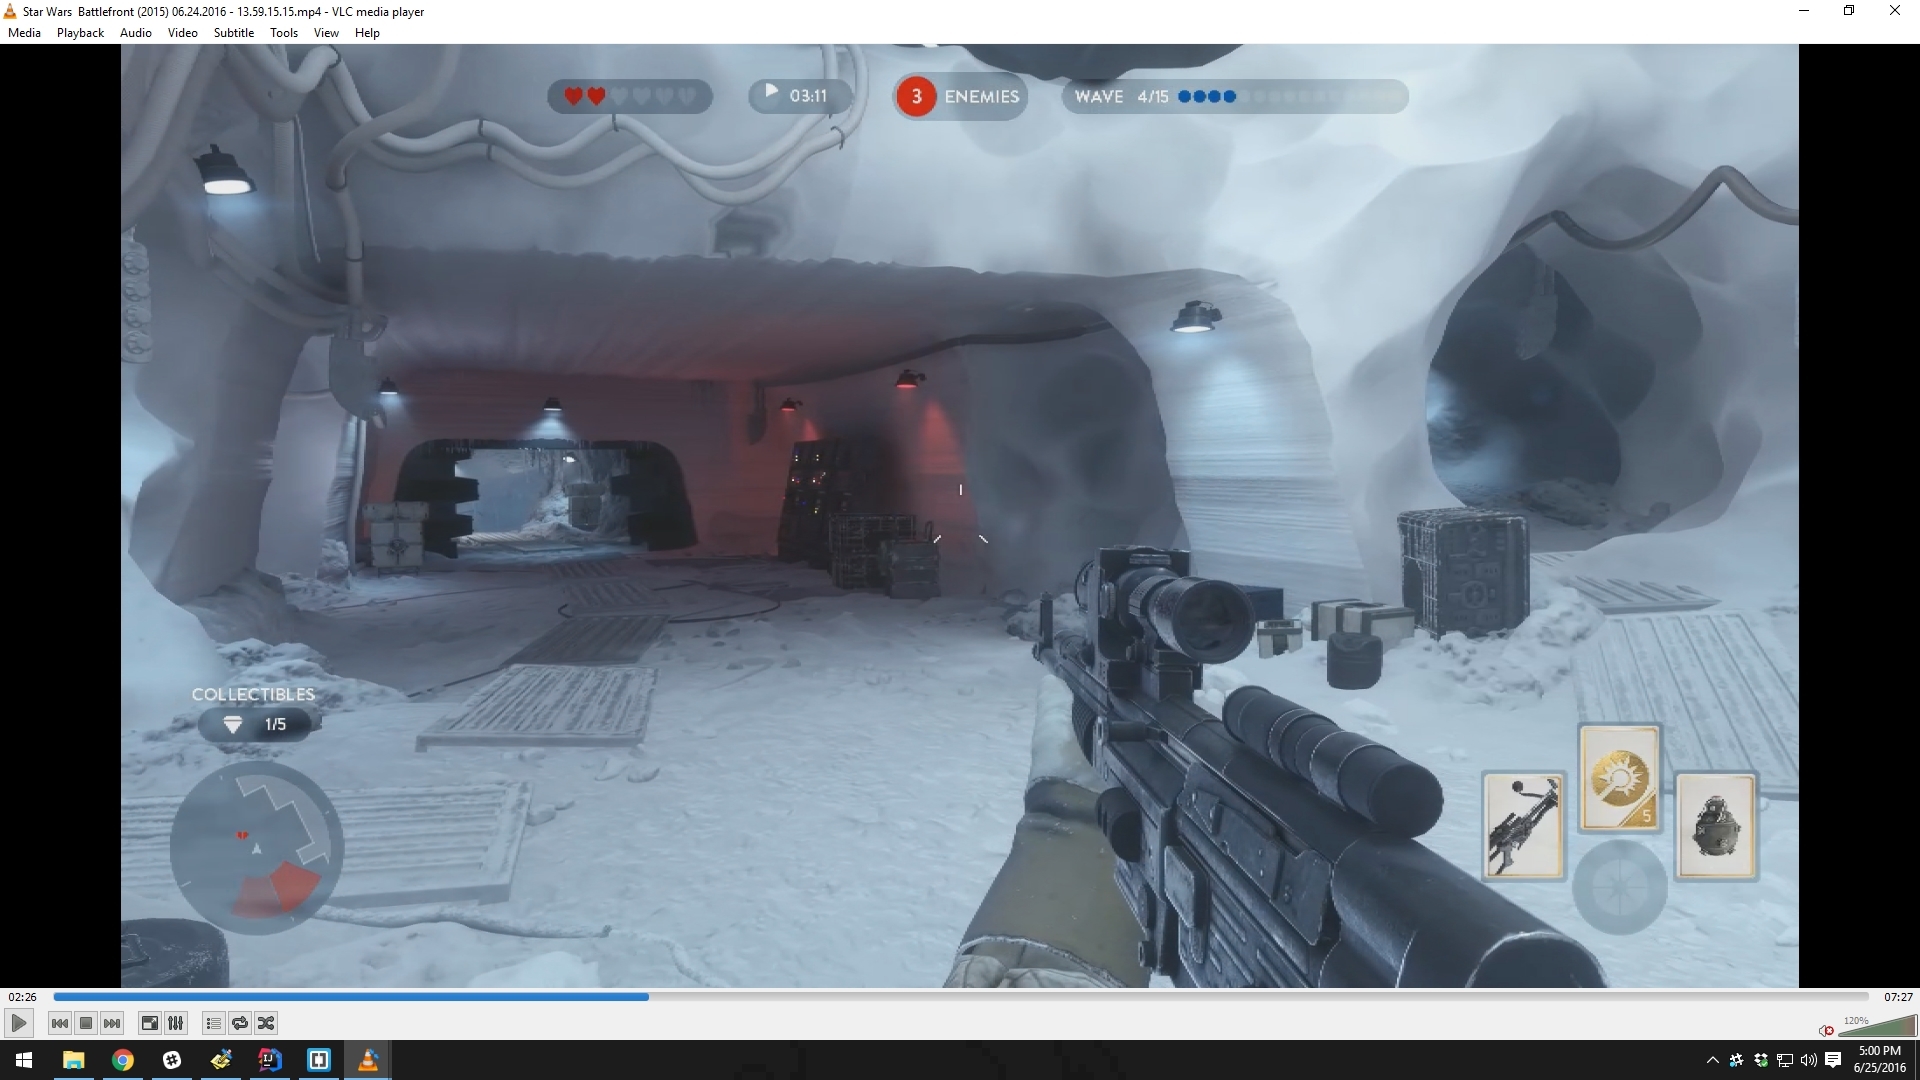 Star Wars  Battlefront (2015) 06.24.2016 - 13.59.15.15.mp4 - VLC media player
Media Playback Audio Video Subtitle Tools View Help
03:11
3 ENEMIES
WAVE 4/15
COLLECTIBLES
1/5
5
02:26
07:27
120%
5:00 PM
6/25/2016